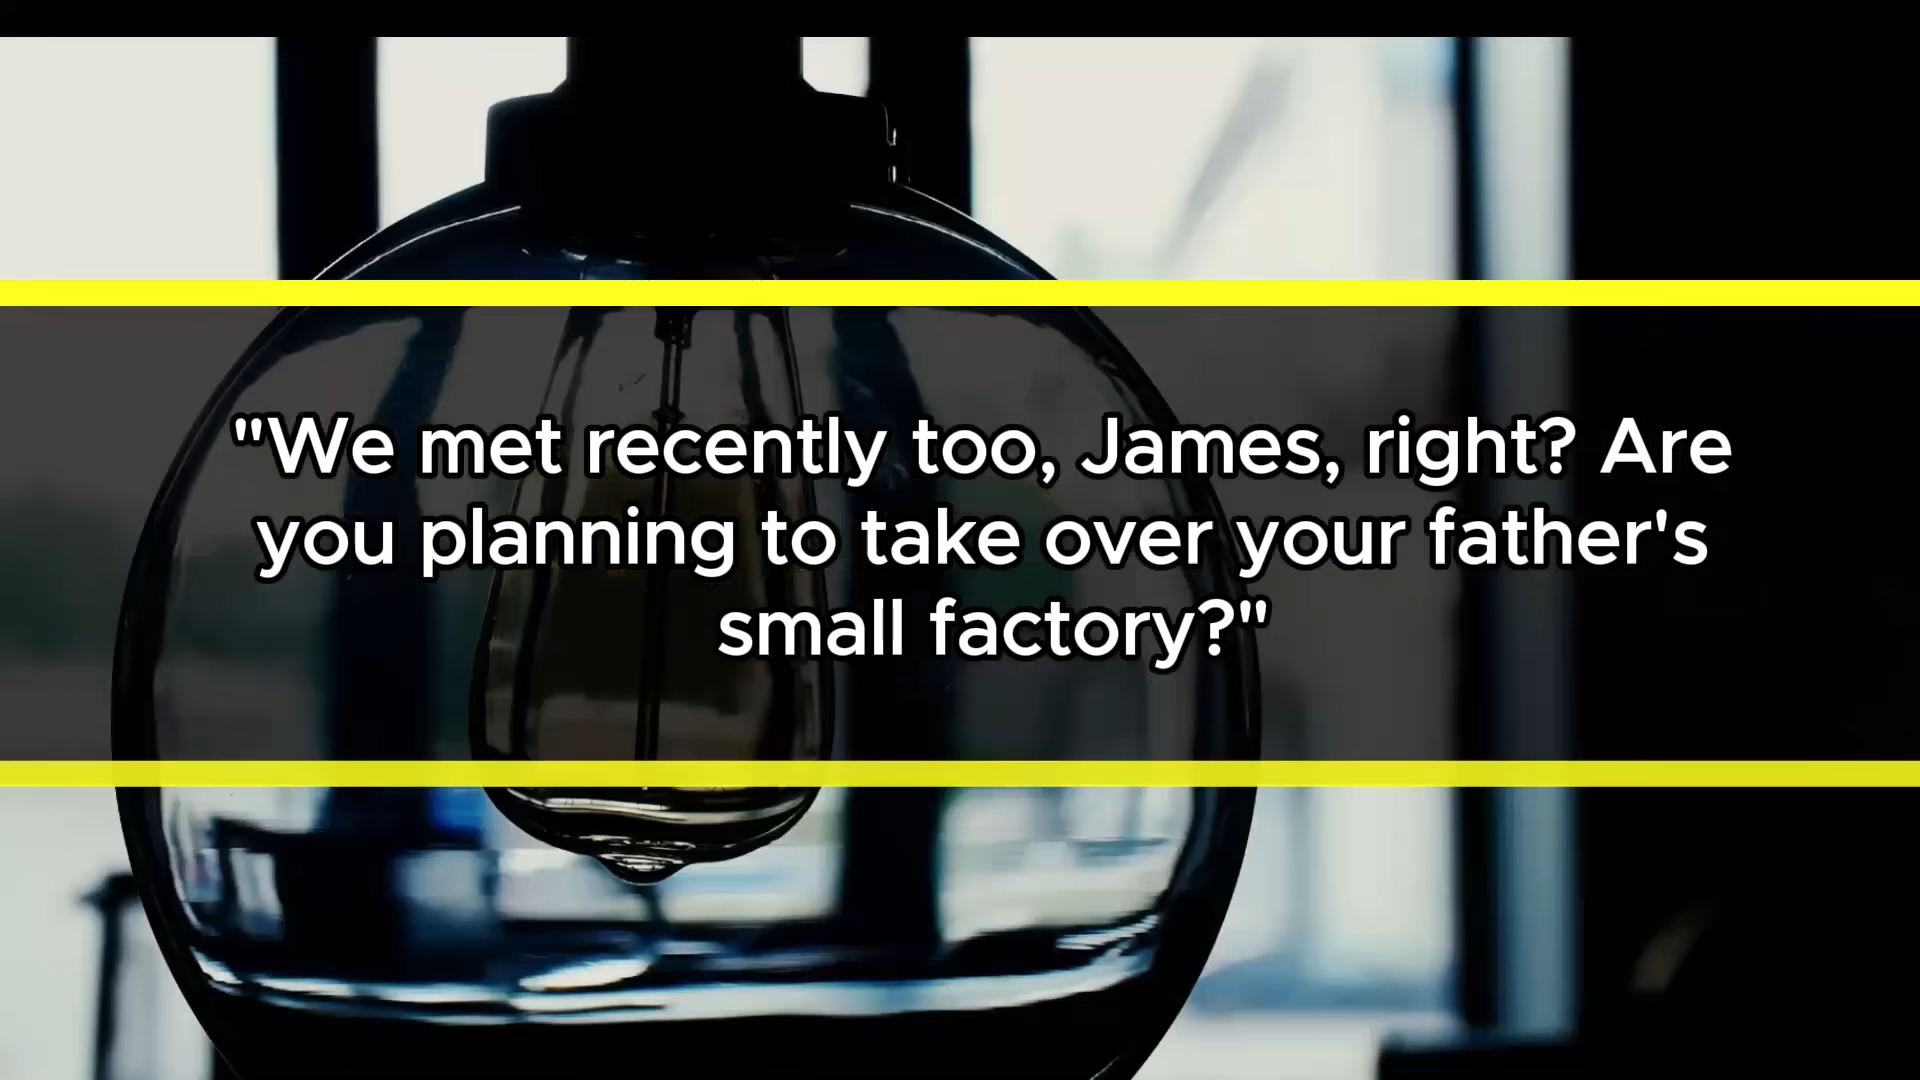 "We met recently too, James, right? Are
you planning to take over your father's
small factory?"